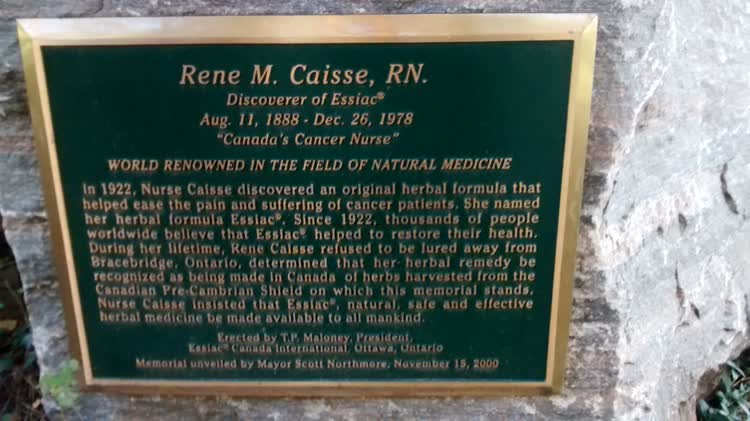 Rene M. Caisse, RN.
Discoverer of Essiac®
Aug. 11, 1888 - Dec. 26, 1978
"Canada's Cancer Nurse"
WORLD RENOWNED IN THE FIELD OF NATURAL MEDICINE
In 1922, Nurse Caisse discovered an original herbal formula that
helped ease the pain and suffering of cancer patients. She named
her herbal formula Essiac®. Since 1922, thousands of people
worldwide believe that Essiac® helped to restore their health.
During her lifetime, Rene Caisse refused to be lured away from
Bracebridge, Ontario, determined that her herbal remedy be
recognized as being made in Canada of herbs harvested from the
Canadian Pre-Cambrian Shield on which this memorial stands.
Nurse Caisse insisted that Essiac®, natural, safe and effective
herbal medicine be made available to all mankind.
Erected by T.P. Maloney, President,
Essiac® Canada International, Ottawa, Ontario
Memorial unveiled by Mayor Scott Northmore, November 15, 2000